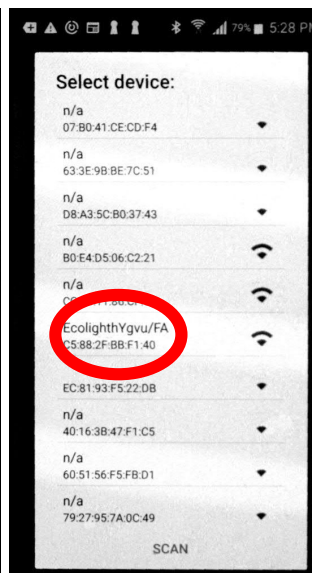 79% 5:28 PM
Select device:
n/a
07:B0:41:CE:CD:F4
n/a
63:3E:9B:BE:7C:51
n/a
D8:A3:5C:B0:37:43
n/a
B0:E4:D5:06:C2:21
n/a
EcolighthYgvu/FA
C5:88:2F:BB:F1:40
EC:81:93:F5:22:DB
n/a
40:16:3B:47:F1:C5
n/a
60:51:56:F5:FB:D1
n/a
79:27:95:7A:0C:49
SCAN